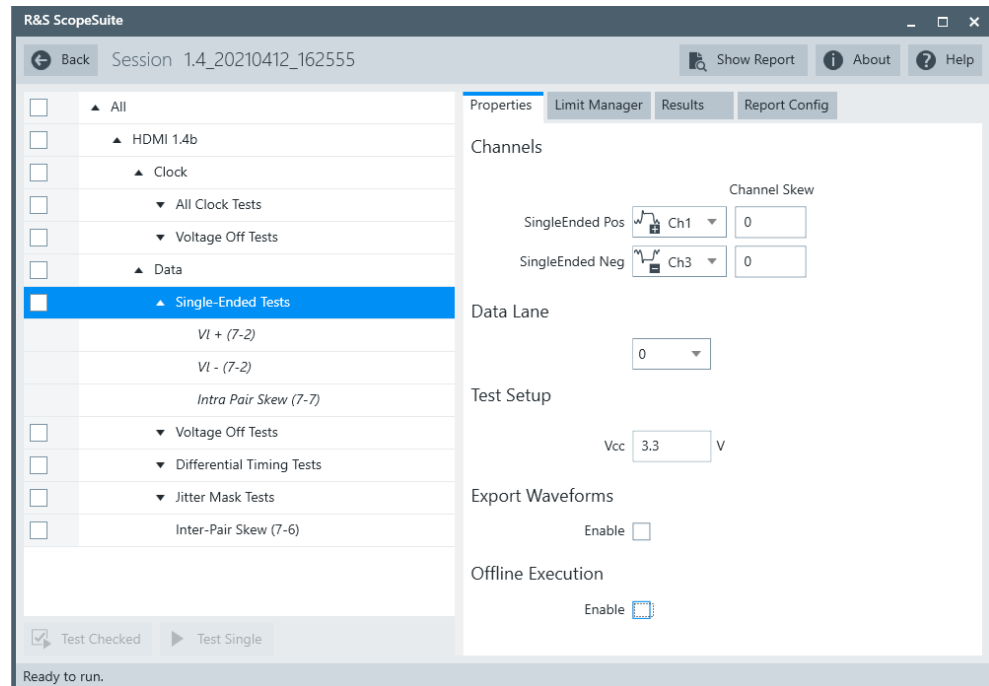 R&S ScopeSuite
Back Session 1.4_20210412_162555 Show Report About Help
All
HDMI 1.4b
Clock
All Clock Tests
Voltage Off Tests
Data
Single-Ended Tests
Vl + (7-2)
Vl - (7-2)
Intra Pair Skew (7-7)
Voltage Off Tests
Differential Timing Tests
Jitter Mask Tests
Inter-Pair Skew (7-6)
Test Checked Test Single
Properties Limit Manager Results Report Config
Channels
Channel Skew
SingleEnded Pos Ch1 0
SingleEnded Neg Ch3 0
Data Lane
0
Test Setup
Vcc 3.3 V
Export Waveforms
Enable
Offline Execution
Enable
Ready to run.